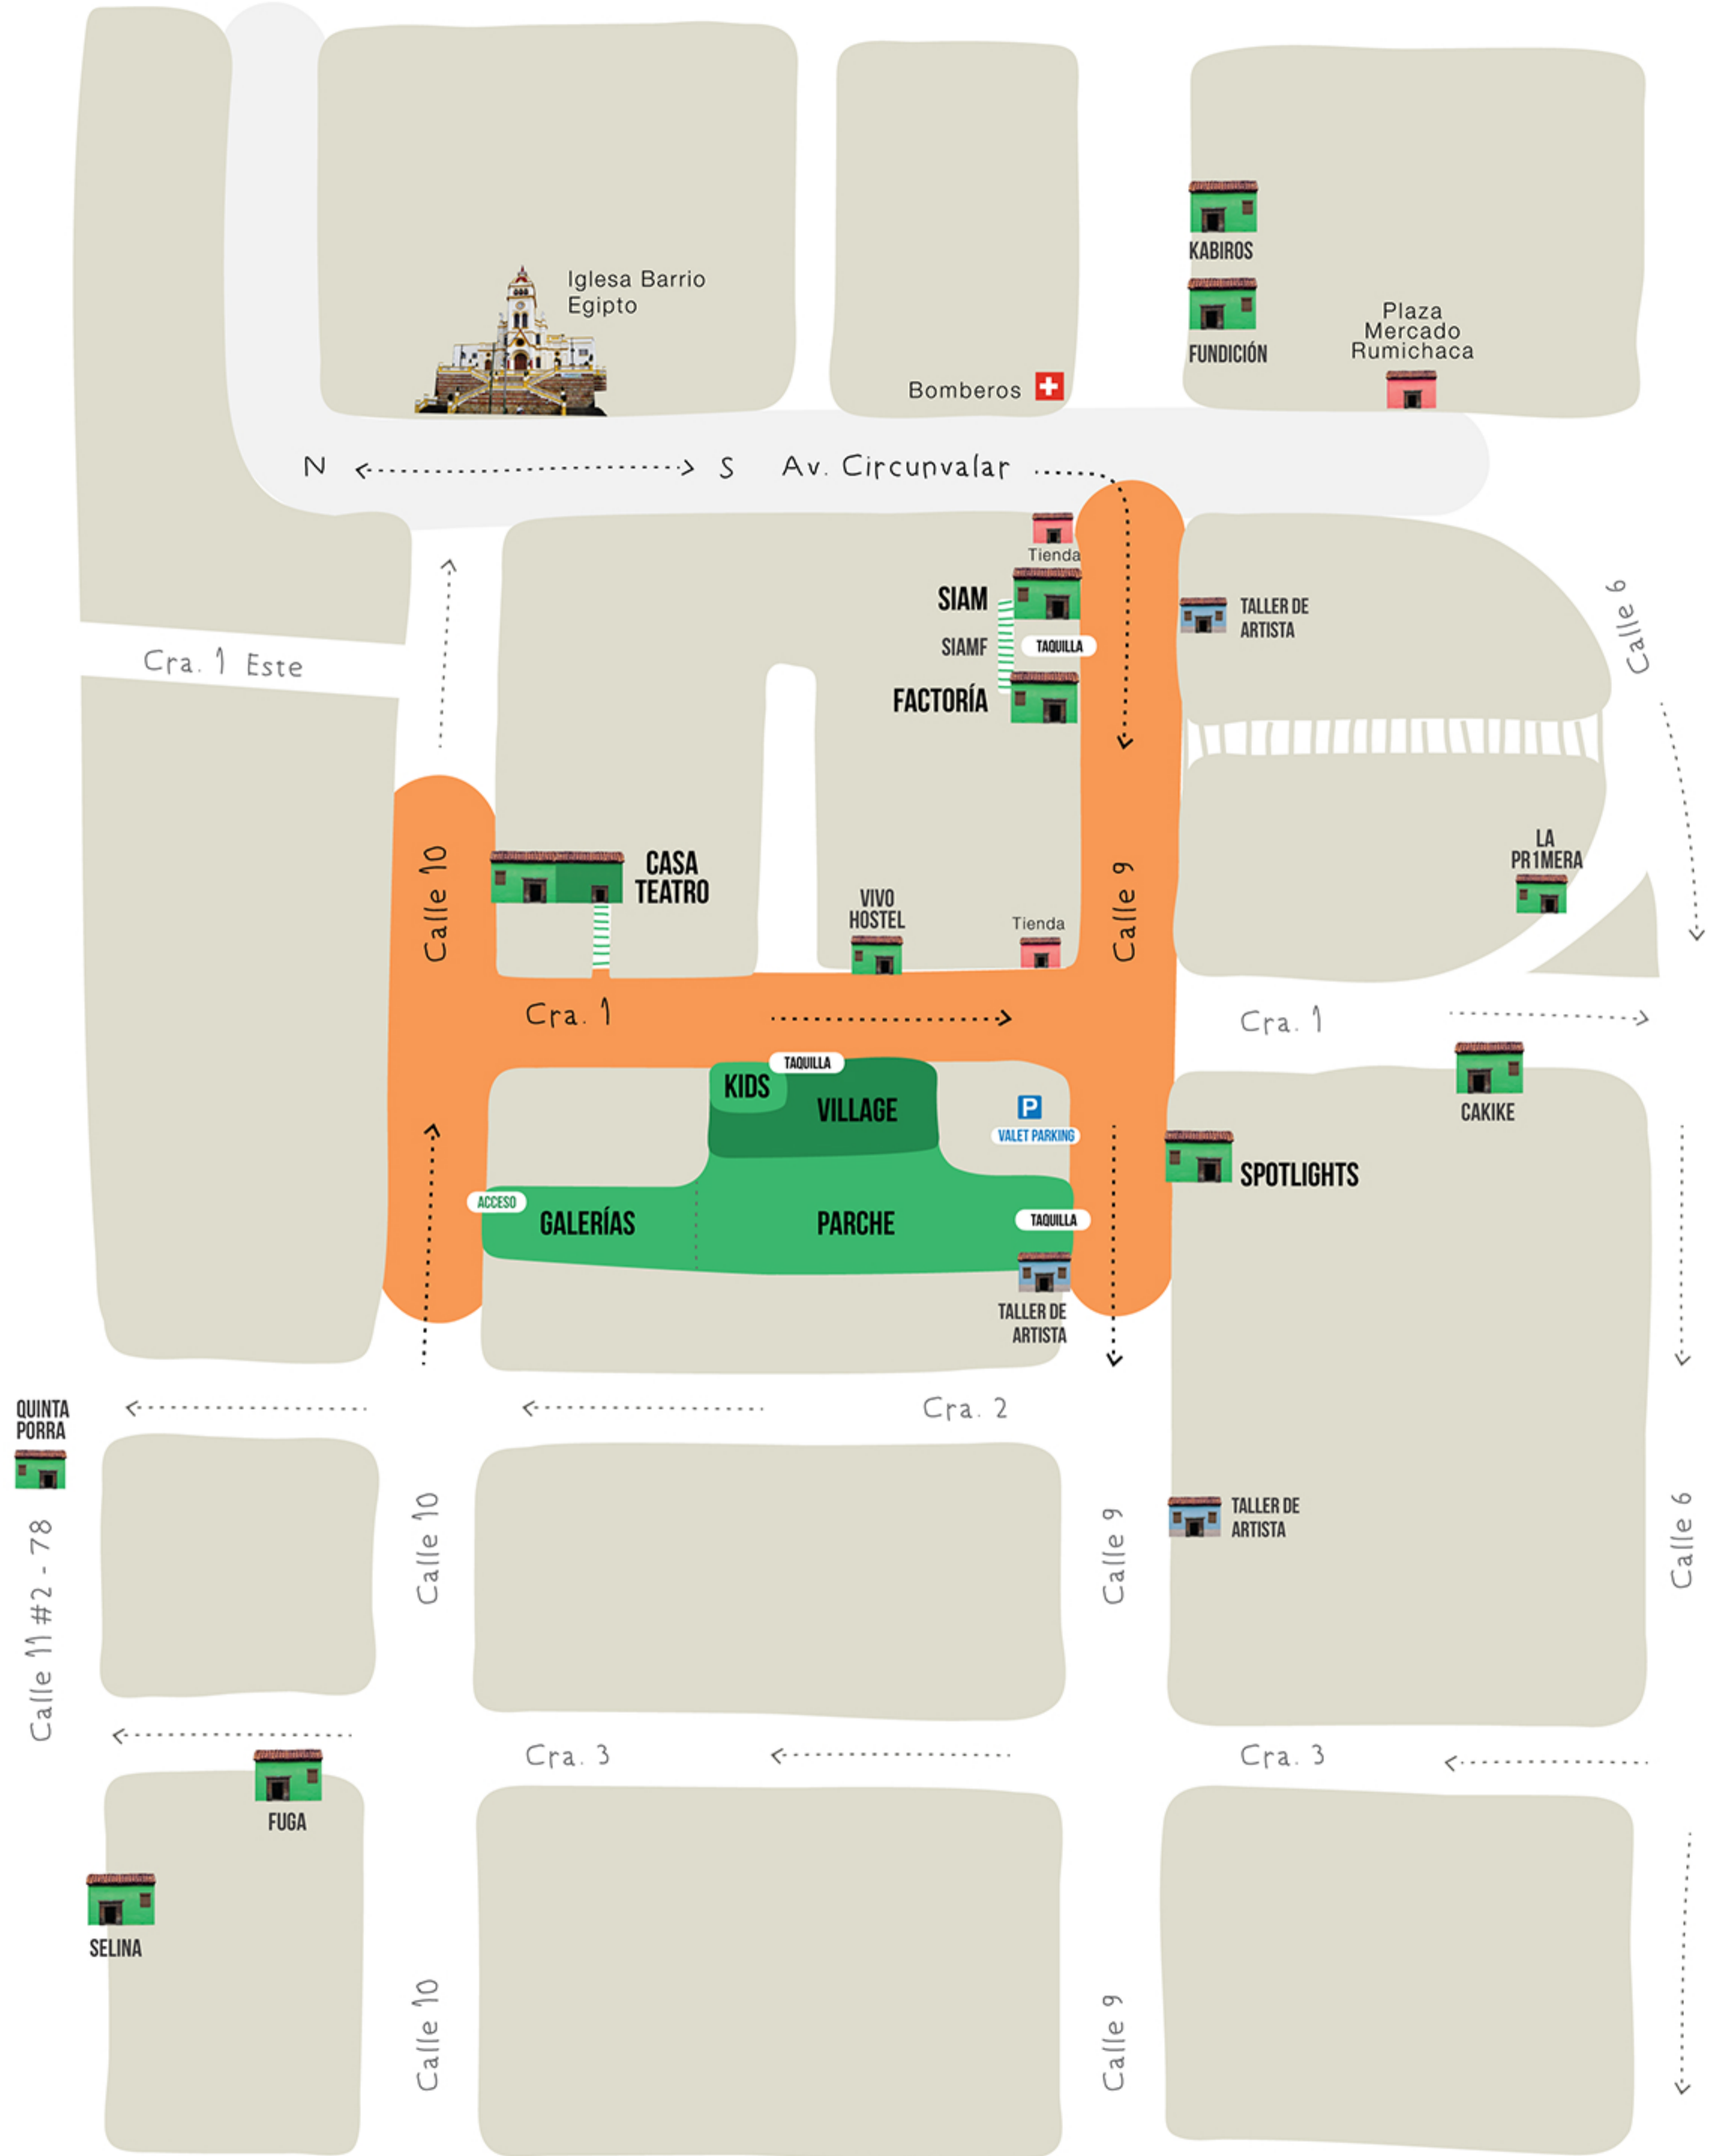 Iglesa Barrio
Egipto
KABIROS
FUNDICIÓN
Plaza
Mercado
Rumichaca
Bomberos
N
S
Av. Circunvalar
Tienda
SIAM
SIAMF
TAQUILLA
FACTORÍA
TALLER DE
ARTISTA
Calle 6
Cra. 1 Este
Calle 10
CASA
TEATRO
VIVO
HOSTEL
Tienda
Calle 9
LA
PR1MERA
Cra. 1
Cra. 1
TAQUILLA
KIDS
VILLAGE
P
VALET PARKING
CAKIKE
SPOTLIGHTS
ACCESO
GALERÍAS
PARCHE
TAQUILLA
TALLER DE
ARTISTA
QUINTA
PORRA
Cra. 2
Calle 11 #2 - 78
Calle 10
Calle 9
TALLER DE
ARTISTA
Calle 6
Cra. 3
Cra. 3
FUGA
SELINA
Calle 10
Calle 9